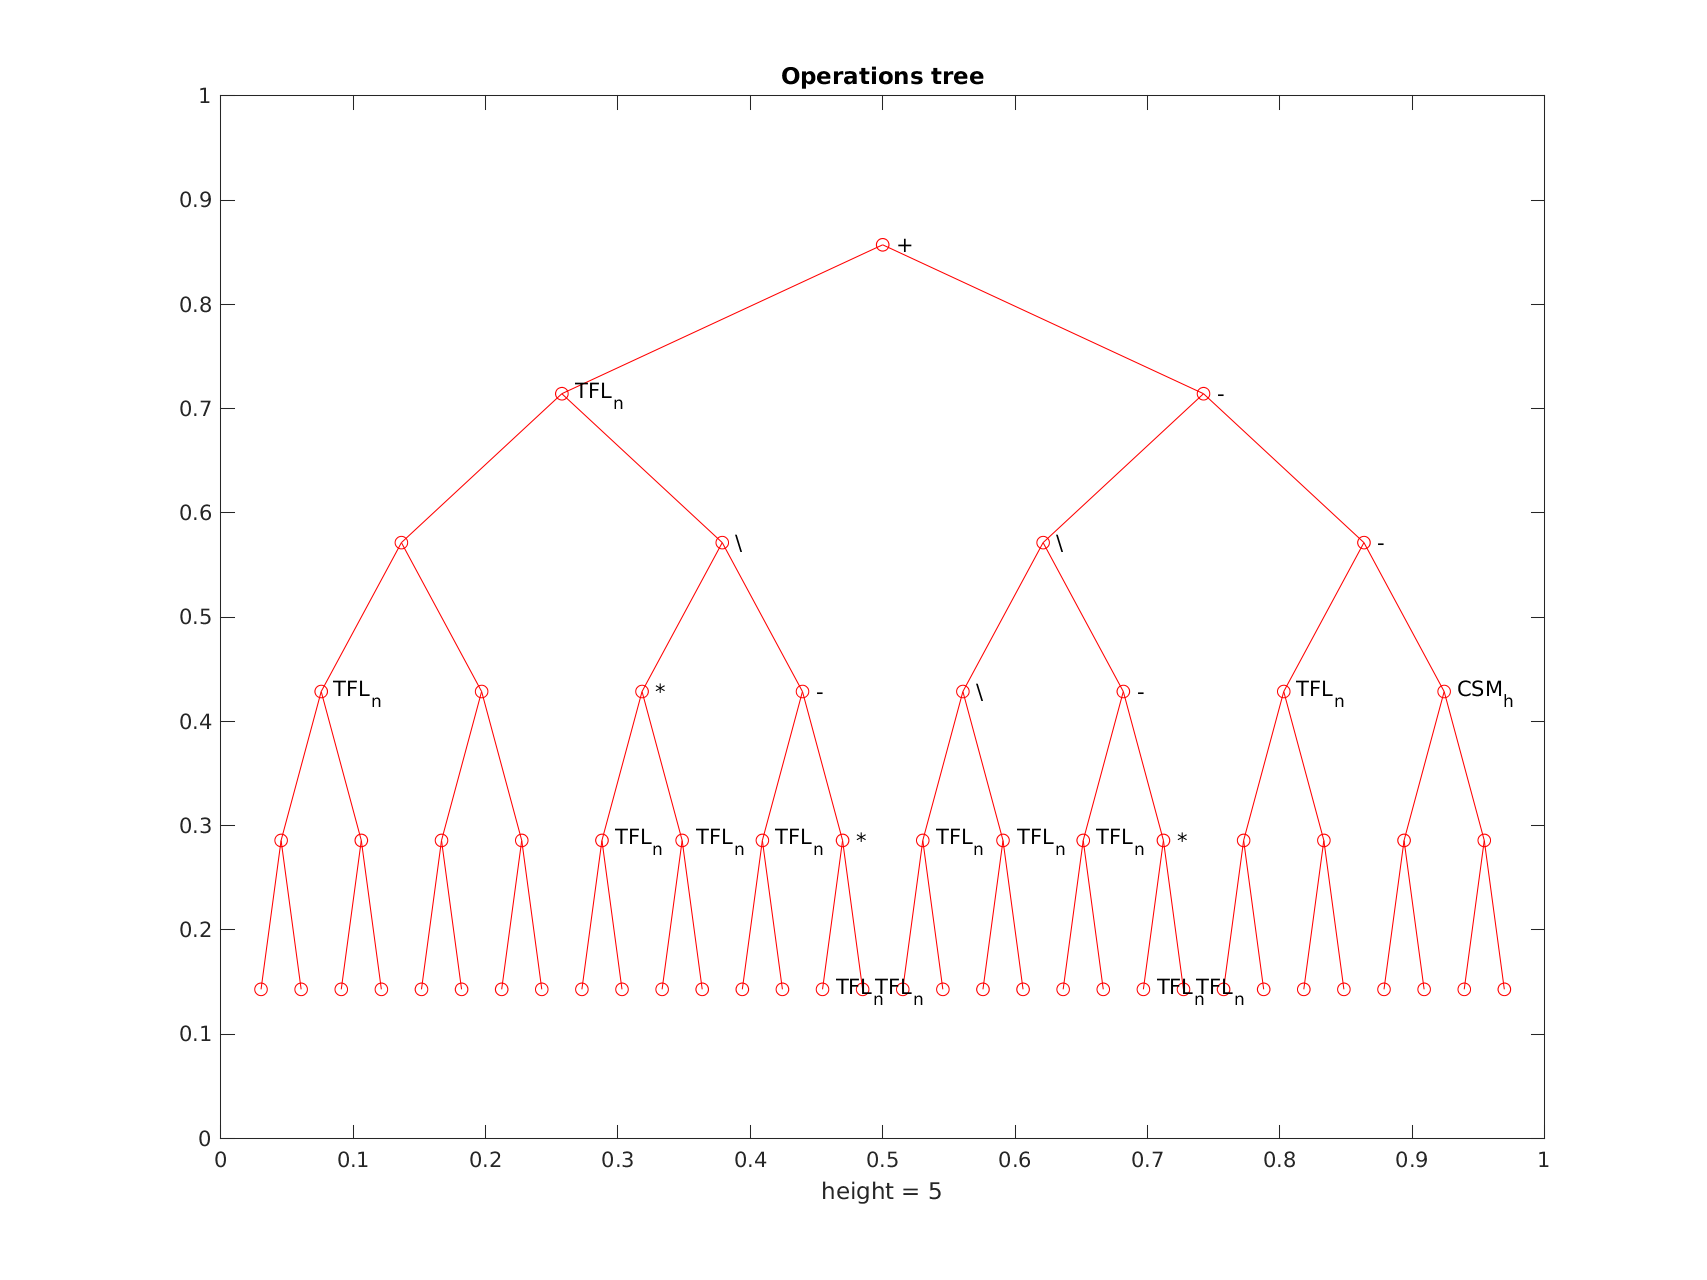 Operations tree
1
0.9
+
0.8
TFLn -
0.7
0.6
\ \ -
0.5
TFLn * - \ - TFLn CSMh
0.4
0.3
TFLn TFLn TFLn * TFLn TFLn TFLn *
0.2
TFLn TFLn TFLn TFLn
0.1
0
0 0.1 0.2 0.3 0.4 0.5 0.6 0.7 0.8 0.9 1
height = 5